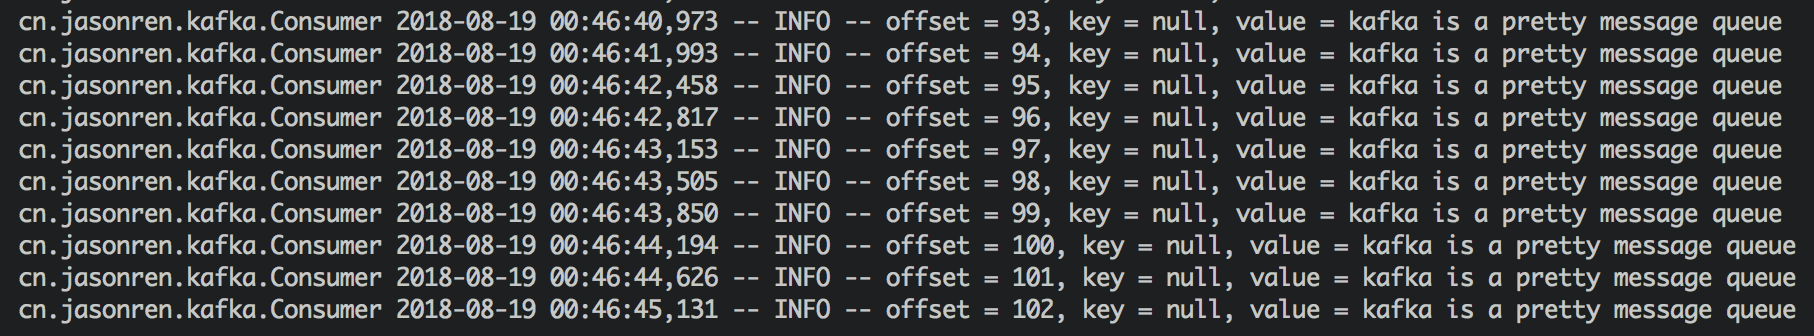 cn.jasonren.kafka.Consumer 2018-08-19 00:46:40,973 -- INFO -- offset = 93, key = null, value = kafka is a pretty message queue
cn.jasonren.kafka.Consumer 2018-08-19 00:46:41,993 -- INFO -- offset = 94, key = null, value = kafka is a pretty message queue
cn.jasonren.kafka.Consumer 2018-08-19 00:46:42,458 -- INFO -- offset = 95, key = null, value = kafka is a pretty message queue
cn.jasonren.kafka.Consumer 2018-08-19 00:46:42,817 -- INFO -- offset = 96, key = null, value = kafka is a pretty message queue
cn.jasonren.kafka.Consumer 2018-08-19 00:46:43,153 -- INFO -- offset = 97, key = null, value = kafka is a pretty message queue
cn.jasonren.kafka.Consumer 2018-08-19 00:46:43,505 -- INFO -- offset = 98, key = null, value = kafka is a pretty message queue
cn.jasonren.kafka.Consumer 2018-08-19 00:46:43,850 -- INFO -- offset = 99, key = null, value = kafka is a pretty message queue
cn.jasonren.kafka.Consumer 2018-08-19 00:46:44,194 -- INFO -- offset = 100, key = null, value = kafka is a pretty message queue
cn.jasonren.kafka.Consumer 2018-08-19 00:46:44,626 -- INFO -- offset = 101, key = null, value = kafka is a pretty message queue
cn.jasonren.kafka.Consumer 2018-08-19 00:46:45,131 -- INFO -- offset = 102, key = null, value = kafka is a pretty message queue